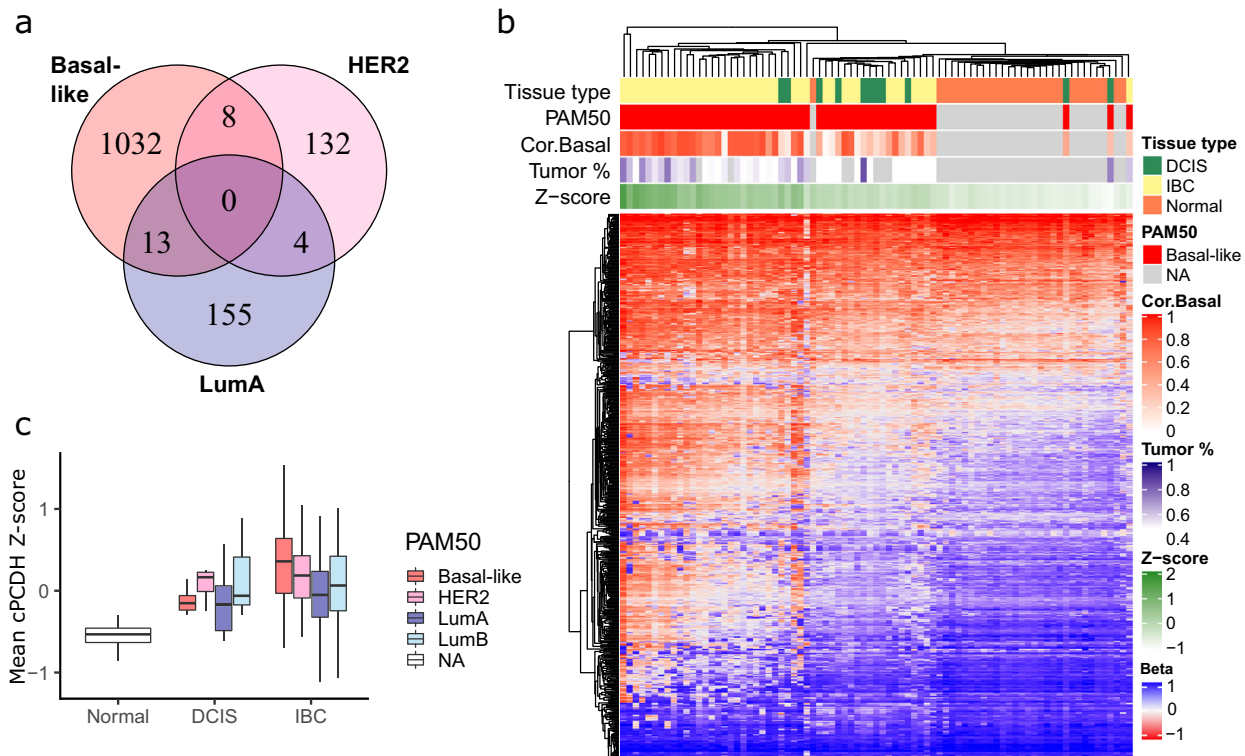 a
Basal-
like
HER2
1032
8
132
0
13
4
155
LumA
b
Tissue type
PAM50
Cor.Basal
Tumor %
Z−score
Tissue type
DCIS
IBC
Normal
PAM50
Basal−like
NA
Cor.Basal
1
0.8
0.6
0.4
0.2
0
Tumor %
1
0.8
0.6
0.4
Z−score
2
1
0
−1
Beta
1
0
−1
c
Mean cPCDH Z−score
1
0
−1
Normal
DCIS
IBC
PAM50
Basal−like
HER2
LumA
LumB
NA